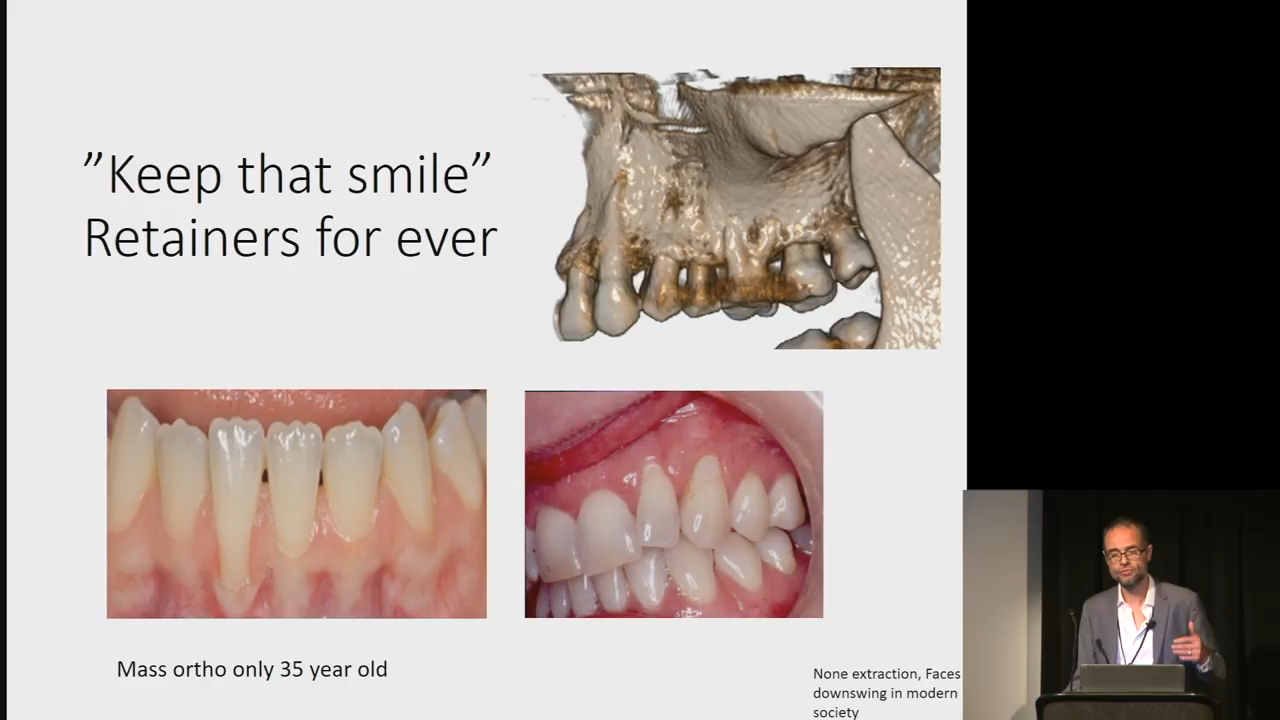 ”Keep that smile”
Retainers for ever
Mass ortho only 35 year old
None extraction, Faces
downswing in modern
society